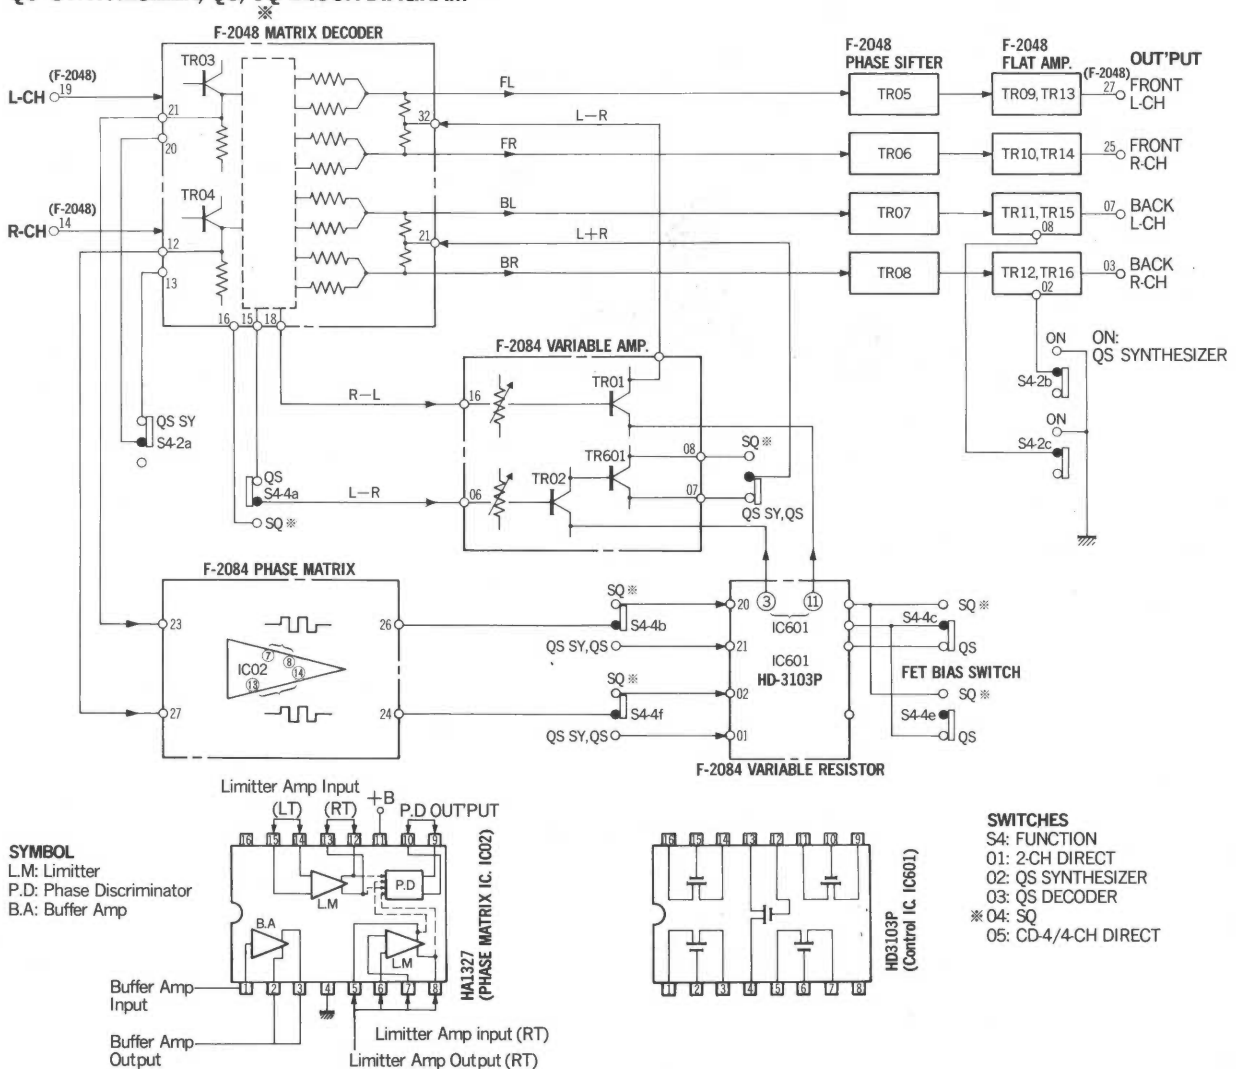 ※
F-2048 MATRIX DECODER
F-2048
PHASE SIFTER
F-2048
FLAT AMP.
OUT'PUT
L-CH
(F-2048)
19
TR03
21
20
FL
L−R
32
FR
TR05
TR09, TR13
(F-2048)
27
FRONT
L-CH
TR06
TR10, TR14
25
FRONT
R-CH
R-CH
(F-2048)
14
TR04
12
13
BL
L+R
21
BR
TR07
TR11, TR15
08
07
BACK
L-CH
TR08
TR12, TR16
02
03
BACK
R-CH
16
15
18
F-2084 VARIABLE AMP.
ON
ON:
QS SYNTHESIZER
S4-2b
ON
S4-2c
R−L
16
TR01
QS SY
S4-2a
QS
S4-4a
SQ ※
L−R
06
TR02
TR601
08
07
SQ ※
QS SY, QS
F-2084 PHASE MATRIX
23
27
IC02
7
8
14
13
26
24
SQ ※
S4-4b
QS SY, QS
SQ ※
S4-4f
QS SY, QS
20
21
02
01
3
11
IC601
IC601
HD-3103P
S4-4c
SQ ※
QS
FET BIAS SWITCH
SQ ※
S4-4e
QS
F-2084 VARIABLE RESISTOR
Limitter Amp Input
(LT)
(RT)
+B
P.D OUT'PUT
16
15
14
13
12
11
10
9
L.M
P.D
B.A
L.M
1
2
3
4
5
6
7
8
HA1327
(PHASE MATRIX IC. IC02)
Buffer Amp
Input
Buffer Amp
Output
Limitter Amp input (RT)
Limitter Amp Output (RT)
SYMBOL
L.M: Limitter
P.D: Phase Discriminator
B.A: Buffer Amp
16
15
14
13
12
11
10
9
1
2
3
4
5
6
7
8
HD3103P
(Control IC. IC601)
SWITCHES
S4: FUNCTION
01: 2-CH DIRECT
02: QS SYNTHESIZER
03: QS DECODER
※04: SQ
05: CD-4/4-CH DIRECT